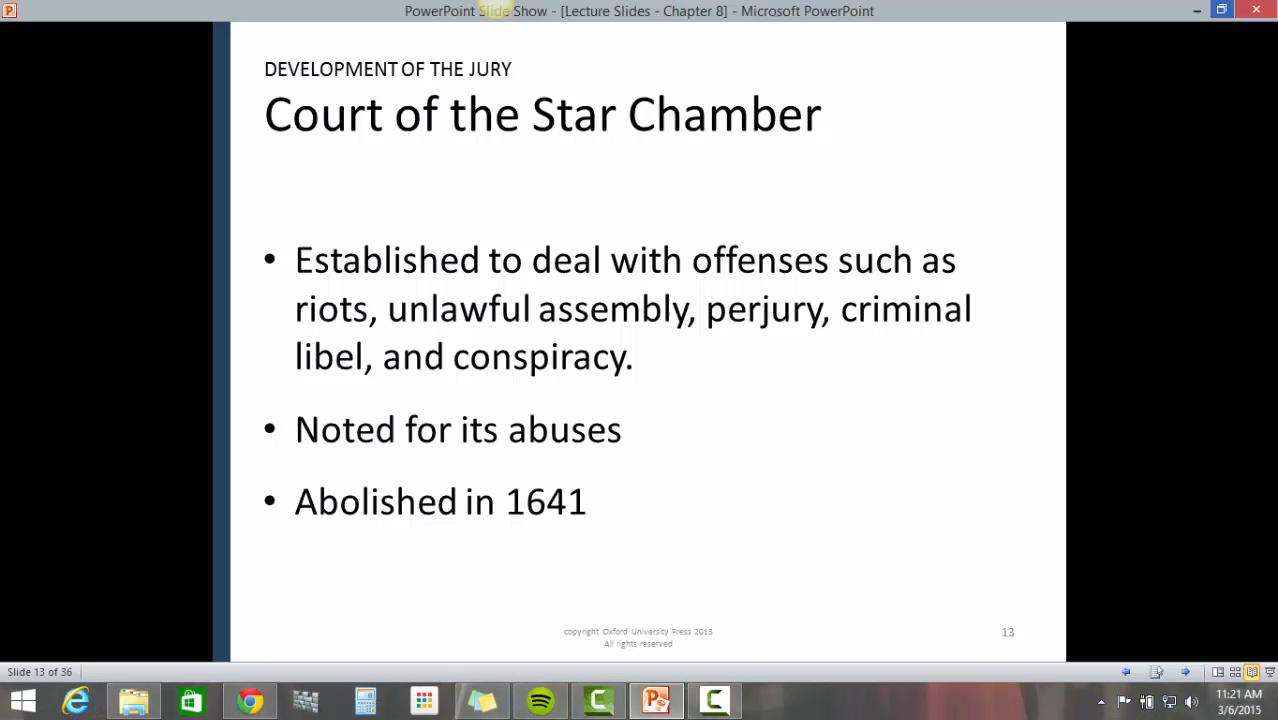 PowerPoint Slide Show - [Lecture Slides - Chapter 8] - Microsoft PowerPoint
DEVELOPMENT OF THE JURY
Court of the Star Chamber
• Established to deal with offenses such as
riots, unlawful assembly, perjury, criminal
libel, and conspiracy.
• Noted for its abuses
• Abolished in 1641
copyright Oxford University Press 2013
All rights reserved
13
Slide 13 of 36
11:21 AM
3/6/2015